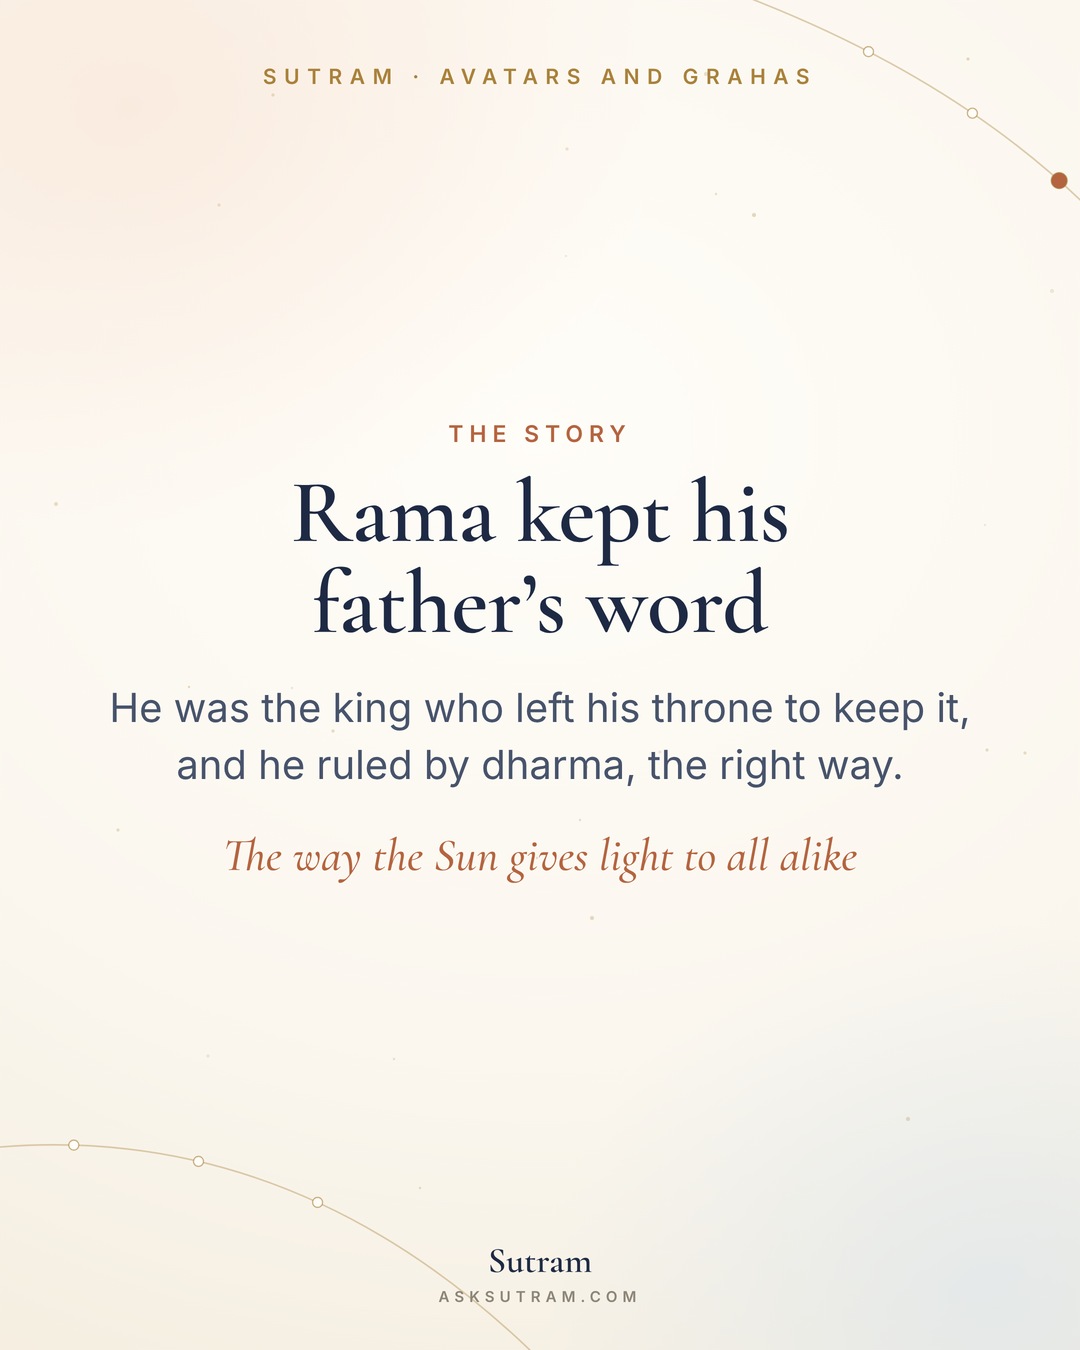 SUTRAM · AVATARS AND GRAHAS
THE STORY
Rama kept his
father’s word
He was the king who left his throne to keep it,
and he ruled by dharma, the right way.
The way the Sun gives light to all alike
Sutram
ASKSUTRAM.COM